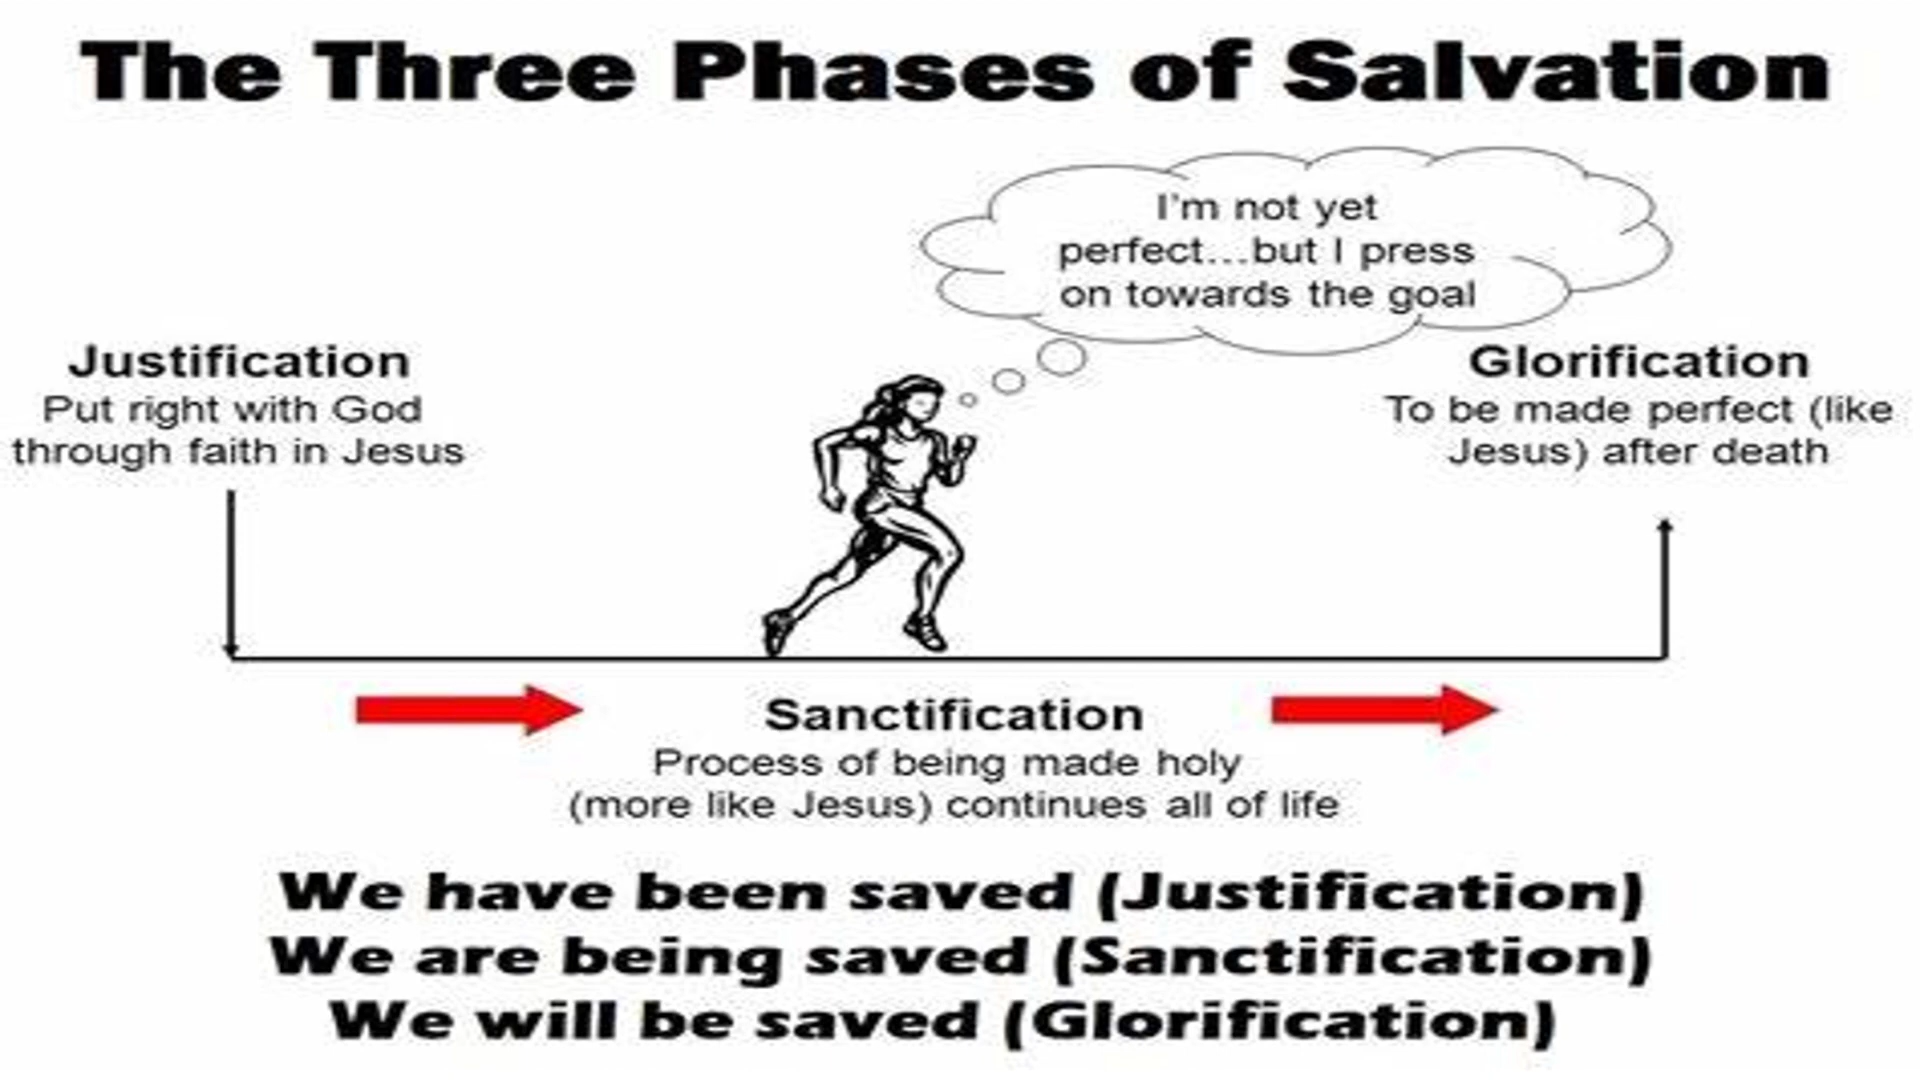 The Three Phases of Salvation
I'm not yet
perfect...but I press
on towards the goal
Justification
Put right with God
through faith in Jesus
Glorification
To be made perfect (like
Jesus) after death
Sanctification
Process of being made holy
(more like Jesus) continues all of life
We have been saved (Justification)
We are being saved (Sanctification)
We will be saved (Glorification)